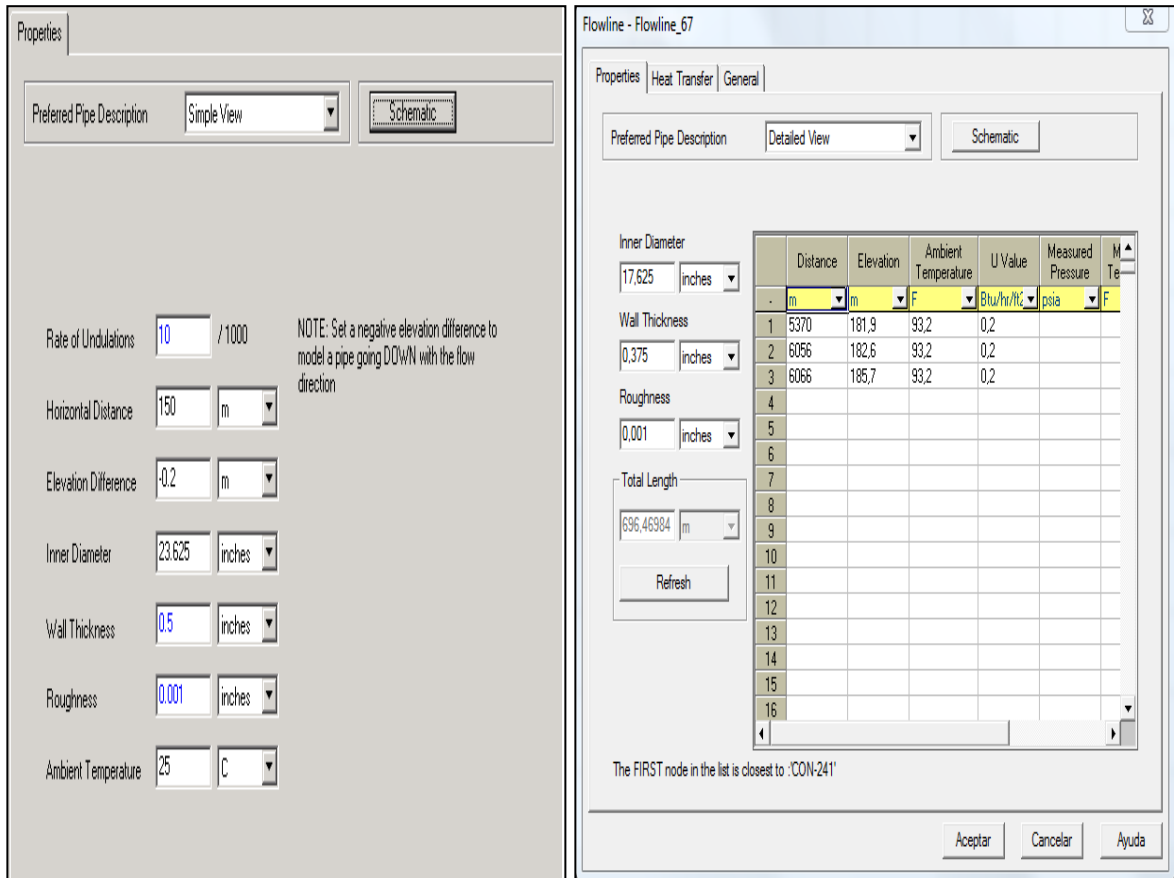 Properties
Preferred Pipe Description Simple View Schematic
Rate of Undulations 10 / 1000
NOTE: Set a negative elevation difference to
model a pipe going DOWN with the flow
direction
Horizontal Distance 150 m
Elevation Difference -0.2 m
Inner Diameter 23.625 inches
Wall Thickness 0.5 inches
Roughness 0.001 inches
Ambient Temperature 25 C
Flowline - Flowline_67
Properties Heat Transfer General
Preferred Pipe Description Detailed View Schematic
Inner Diameter
17,625 inches
Wall Thickness
0,375 inches
Roughness
0,001 inches
Total Length
696,46984 m
Refresh
Distance Elevation Ambient Temperature U Value Measured Pressure M Te
. m m F Btu/hr/ft2 psia F
1 5370 181,9 93,2 0,2
2 6056 182,6 93,2 0,2
3 6066 185,7 93,2 0,2
4
5
6
7
8
9
10
11
12
13
14
15
16
The FIRST node in the list is closest to :'CON-241'
Aceptar Cancelar Ayuda